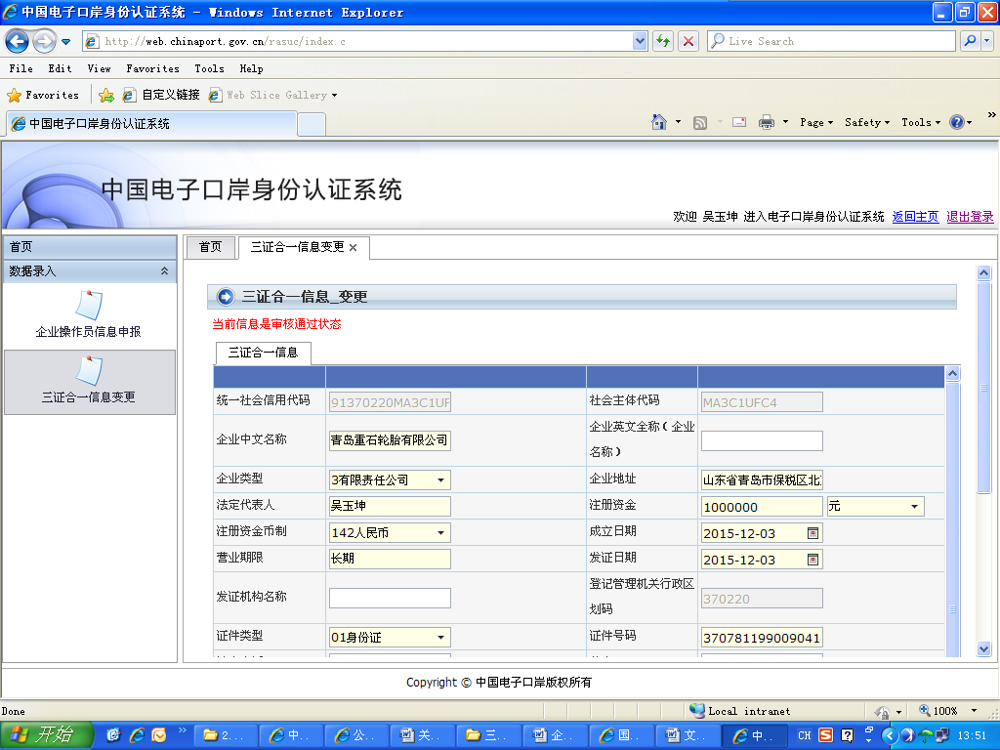 中国电子口岸身份认证系统 - Windows Internet Explorer
http://web.chinaport.gov.cn/rasuc/index.c
Live Search
File Edit View Favorites Tools Help
Favorites 自定义链接 Web Slice Gallery
中国电子口岸身份认证系统
Page Safety Tools
中国电子口岸身份认证系统
欢迎 吴玉坤 进入电子口岸身份认证系统 返回主页 退出登录
首页
数据录入
企业操作员信息申报
三证合一信息变更
首页 三证合一信息变更
三证合一信息_变更
当前信息是审核通过状态
三证合一信息
统一社会信用代码 91370220MA3C1UF 社会主体代码 MA3C1UFC4
企业中文名称 青岛重石轮胎有限公司 企业英文全称（企业名称）
企业类型 3有限责任公司 企业地址 山东省青岛市保税区北
法定代表人 吴玉坤 注册资金 1000000 元
注册资金币制 142人民币 成立日期 2015-12-03
营业期限 长期 发证日期 2015-12-03
发证机构名称 登记管理机关行政区划码 370220
证件类型 01身份证 证件号码 370781199009041
Copyright © 中国电子口岸版权所有
Done Local intranet 100%
开始 2... 中... 公... 关... 三... 企... 国... 文... 中... CH 13:51